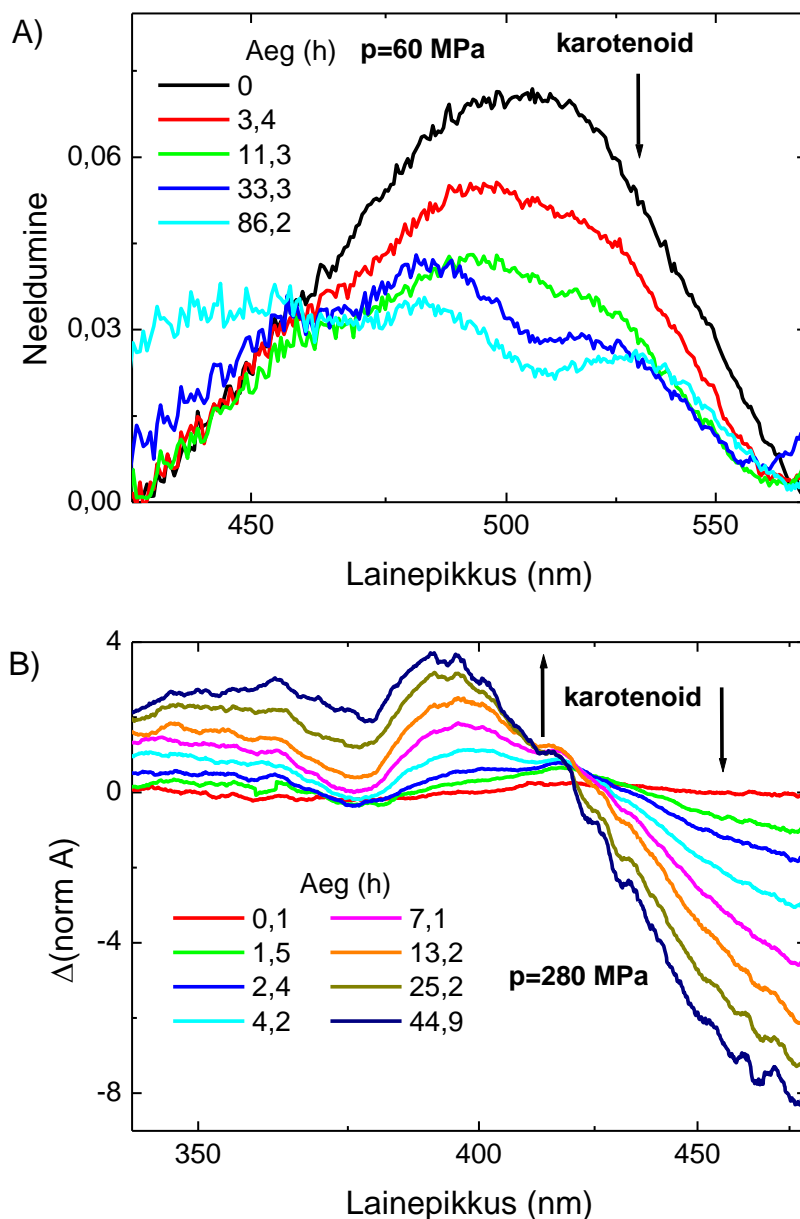 A)
Aeg (h)
p=60 MPa
karotenoid
0
3,4
11,3
33,3
86,2
0,06
0,03
0,00
Neeldumine
450
500
550
Lainepikkus (nm)
B)
4
0
-4
-8
Δ(norm A)
karotenoid
Aeg (h)
0,1
7,1
1,5
13,2
2,4
25,2
4,2
44,9
p=280 MPa
350
400
450
Lainepikkus (nm)